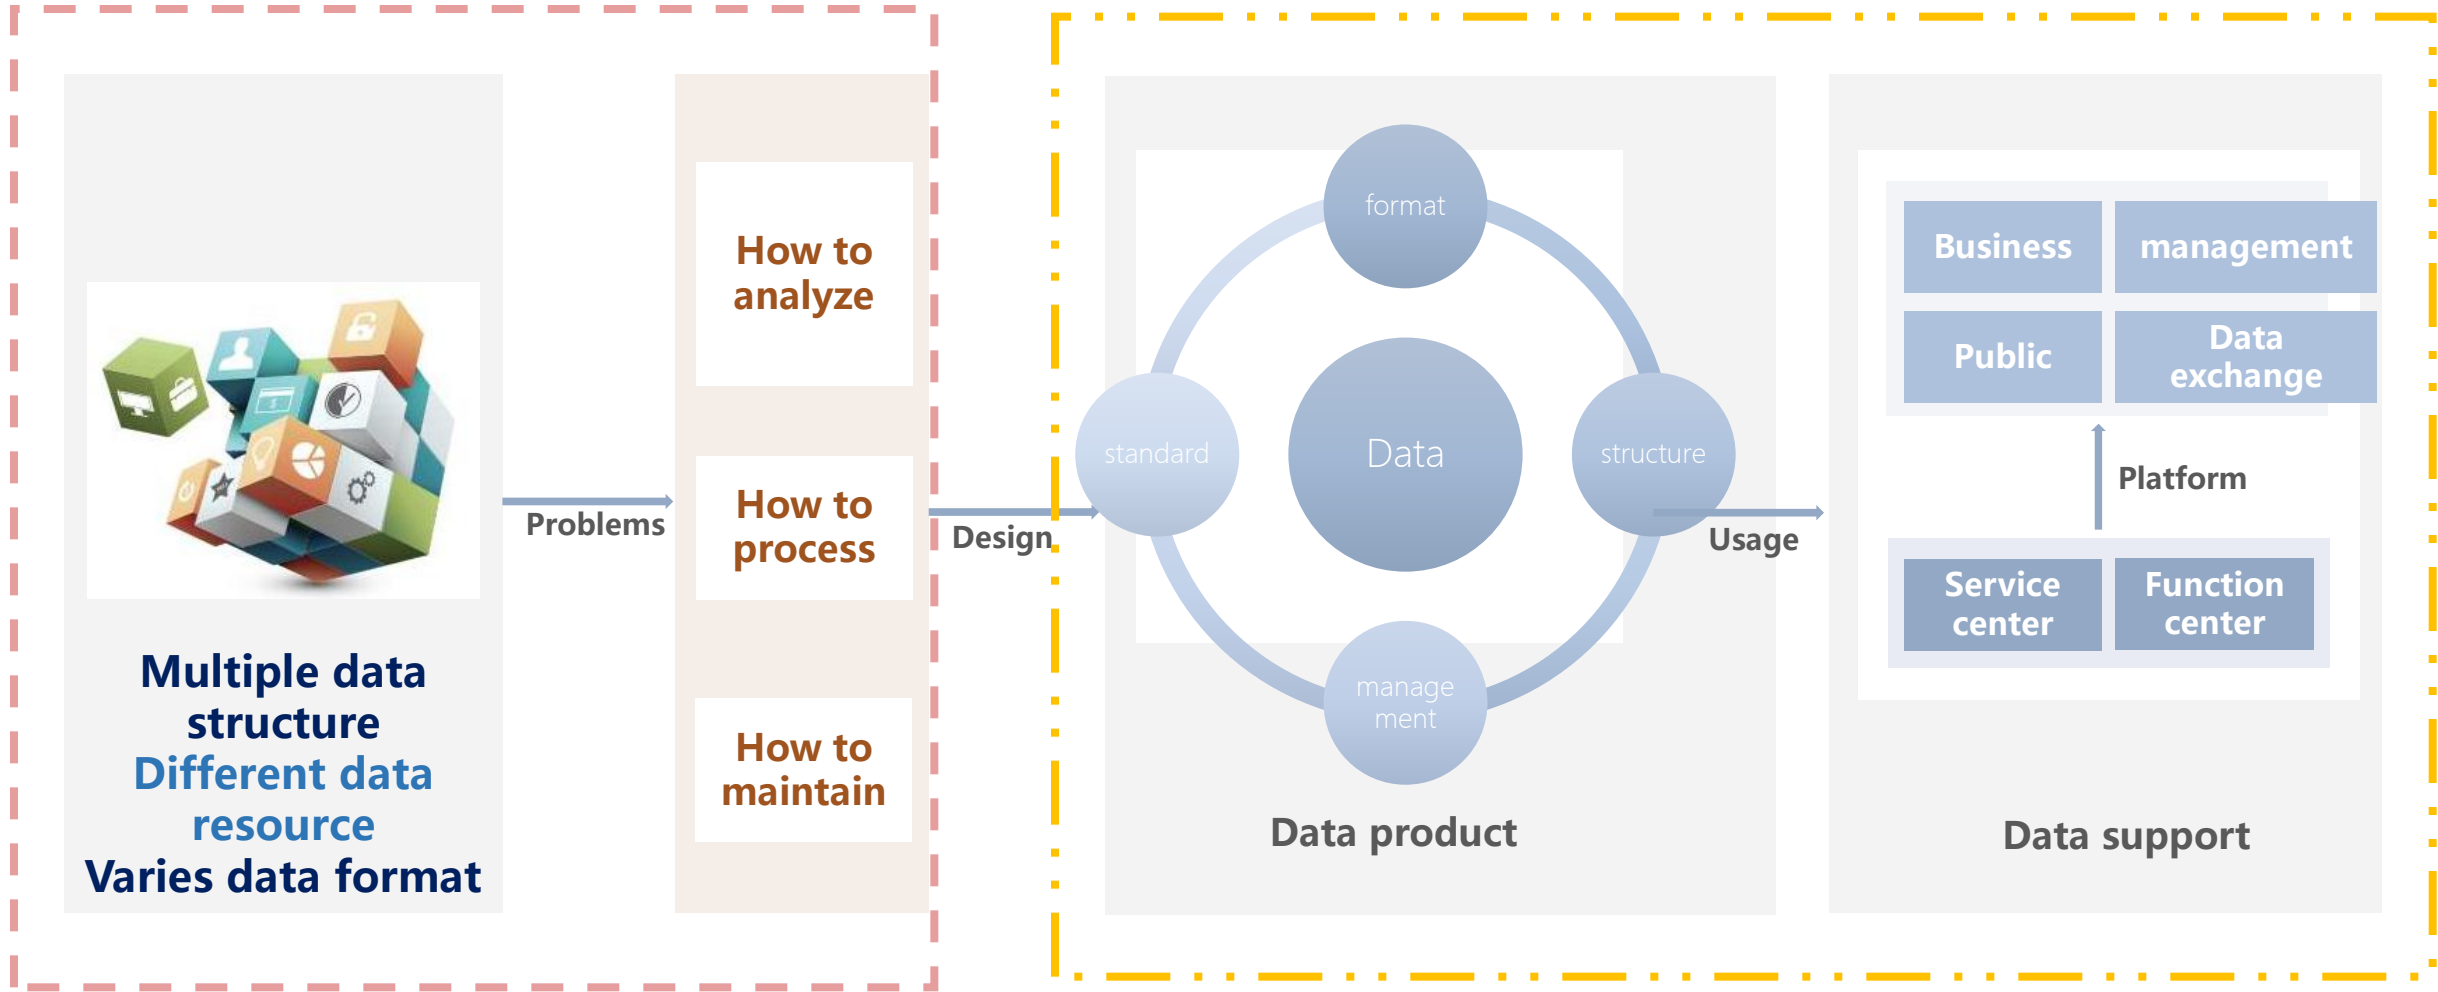 Multiple data
structure
Different data
resource
Varies data format
Problems
How to
analyze
How to
process
How to
maintain
Design
format
standard
Data
structure
manage
ment
Data product
Usage
Business
management
Public
Data
exchange
Platform
Service
center
Function
center
Data support